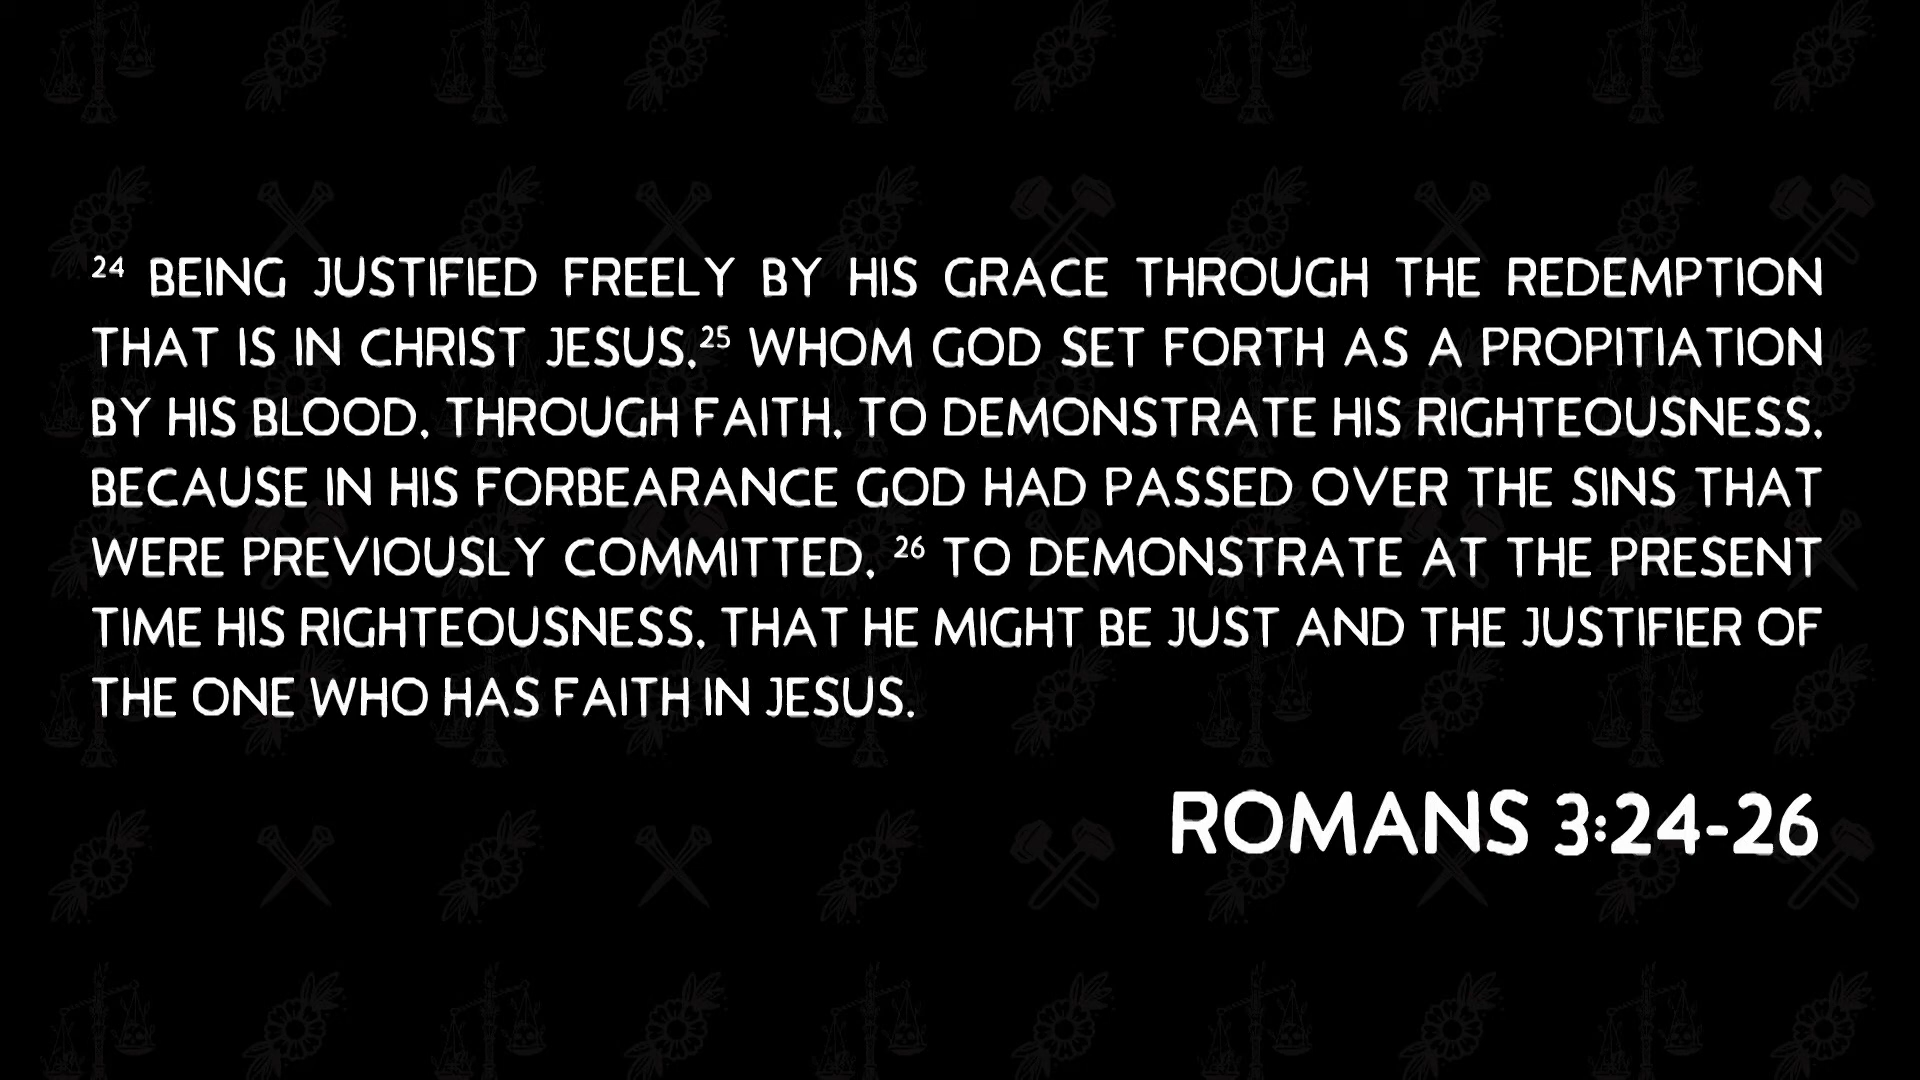 24 BEING JUSTIFIED FREELY BY HIS GRACE THROUGH THE REDEMPTION
THAT IS IN CHRIST JESUS,25 WHOM GOD SET FORTH AS A PROPITIATION
BY HIS BLOOD, THROUGH FAITH, TO DEMONSTRATE HIS RIGHTEOUSNESS,
BECAUSE IN HIS FORBEARANCE GOD HAD PASSED OVER THE SINS THAT
WERE PREVIOUSLY COMMITTED, 26 TO DEMONSTRATE AT THE PRESENT
TIME HIS RIGHTEOUSNESS, THAT HE MIGHT BE JUST AND THE JUSTIFIER OF
THE ONE WHO HAS FAITH IN JESUS.
ROMANS 3:24-26